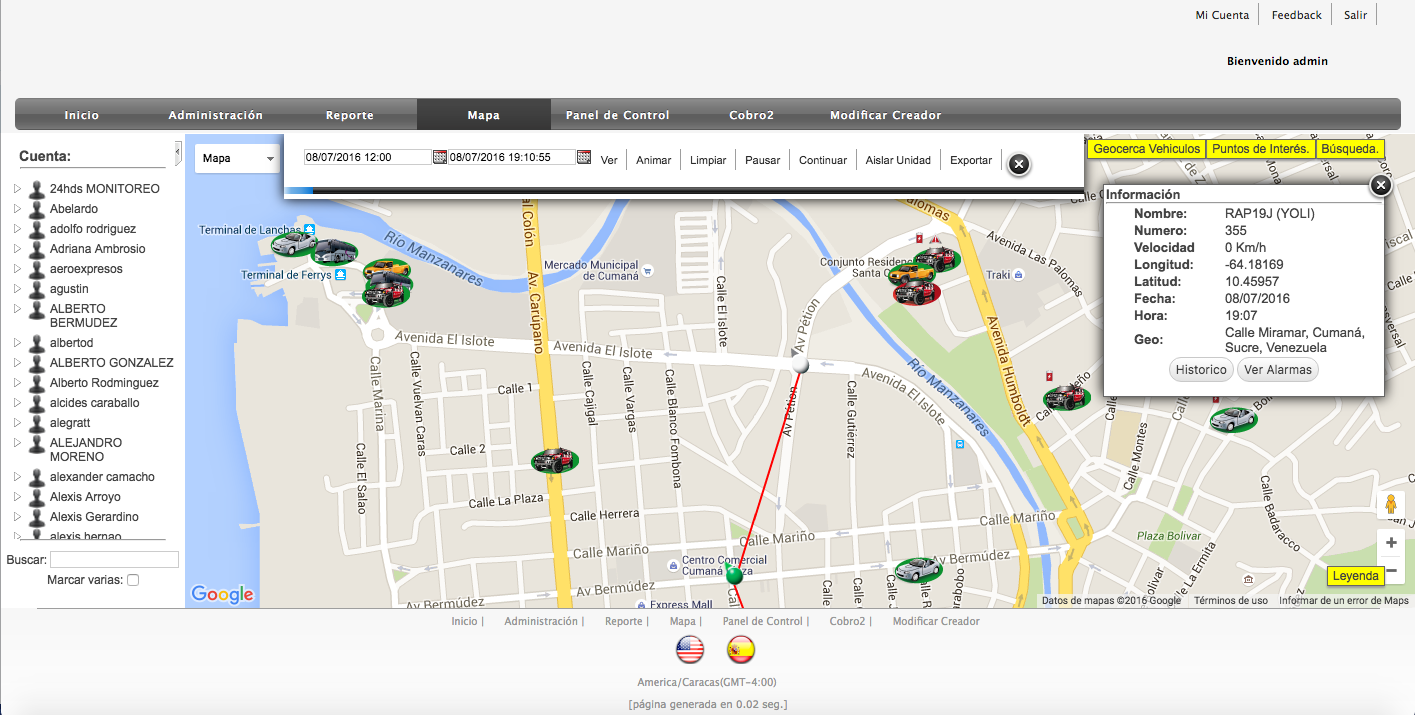 Mi Cuenta
Feedback
Salir
Bienvenido admin
Inicio
Administración
Reporte
Mapa
Panel de Control
Cobro2
Modificar Creador
Cuenta:
24hds MONITOREO
Abelardo
adolfo rodriguez
Adriana Ambrosio
aeroexpresos
agustin
ALBERTO
BERMUDEZ
albertod
ALBERTO GONZALEZ
Alberto Rodminguez
alcides caraballo
alegratt
ALEJANDRO
MORENO
alexander camacho
Alexis Arroyo
Alexis Gerardino
alexis hernao
Buscar:
Marcar varias:
Mapa
08/07/2016 12:00
08/07/2016 19:10:55
Ver
Animar
Limpiar
Pausar
Continuar
Aislar Unidad
Exportar
Geocerca Vehiculos
Puntos de Interés.
Búsqueda.
Información
Nombre: RAP19J (YOLI)
Numero: 355
Velocidad 0 Km/h
Longitud: -64.18169
Latitud: 10.45957
Fecha: 08/07/2016
Hora: 19:07
Geo: Calle Miramar, Cumaná,
Sucre, Venezuela
Historico
Ver Alarmas
Terminal de Lanchas
Terminal de Ferrys
Río Manzanares
al Colón
Av. Carúpano
Mercado Municipal
de Cumaná
Calle El Islote
Calle El Islote
Conjunto Residenc
Santa C
Palomas
Avenida Las Palomas
Traki
Av Pétion
Av Pétion
Avenida El Islote
Avenida El Islote
Avenida El Islote
Río Manzanares
Avenida Humboldt
Calle Marina
Calle Vuelvan Caras
Calle El Salao
Calle 1
Calle 2
Calle Cajigal
Calle Vargas
Calle Blanco Fombona
Calle Gutiérrez
Calle La Plaza
Calle Herrera
Calle Mariño
Calle Mariño
Calle Mariño
Centro Comercial
Cumaná Plaza
Av Bermúdez
Av Bermúdez
Express Mall
Calle Montes
Calle Badaracco
Plaza Bolivar
Calle La Ermita
Leyenda
Google
Datos de mapas ©2016 Google
Términos de uso
Informar de un error de Maps
Inicio |
Administración |
Reporte |
Mapa |
Panel de Control |
Cobro2 |
Modificar Creador
America/Caracas(GMT-4:00)
[página generada en 0.02 seg.]